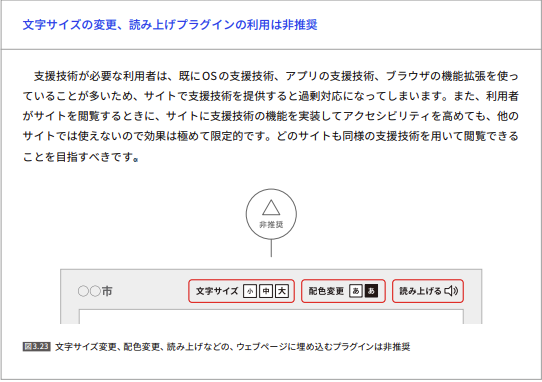 文字サイズの変更、読み上げプラグインの利用は非推奨
支援技術が必要な利用者は、既にOSの支援技術、アプリの支援技術、ブラウザの機能拡張を使っ
ていることが多いため、サイトで支援技術を提供すると過剰対応になってしまいます。また、利用者
がサイトを閲覧するときに、サイトに支援技術の機能を実装してアクセシビリティを高めても、他の
サイトでは使えないので効果は極めて限定的です。どのサイトも同様の支援技術を用いて閲覧できる
ことを目指すべきです。
非推奨
〇〇市 文字サイズ 小 中 大 配色変更 あ あ 読み上げる
図3.23 文字サイズ変更、配色変更、読み上げなどの、ウェブページに埋め込むプラグインは非推奨